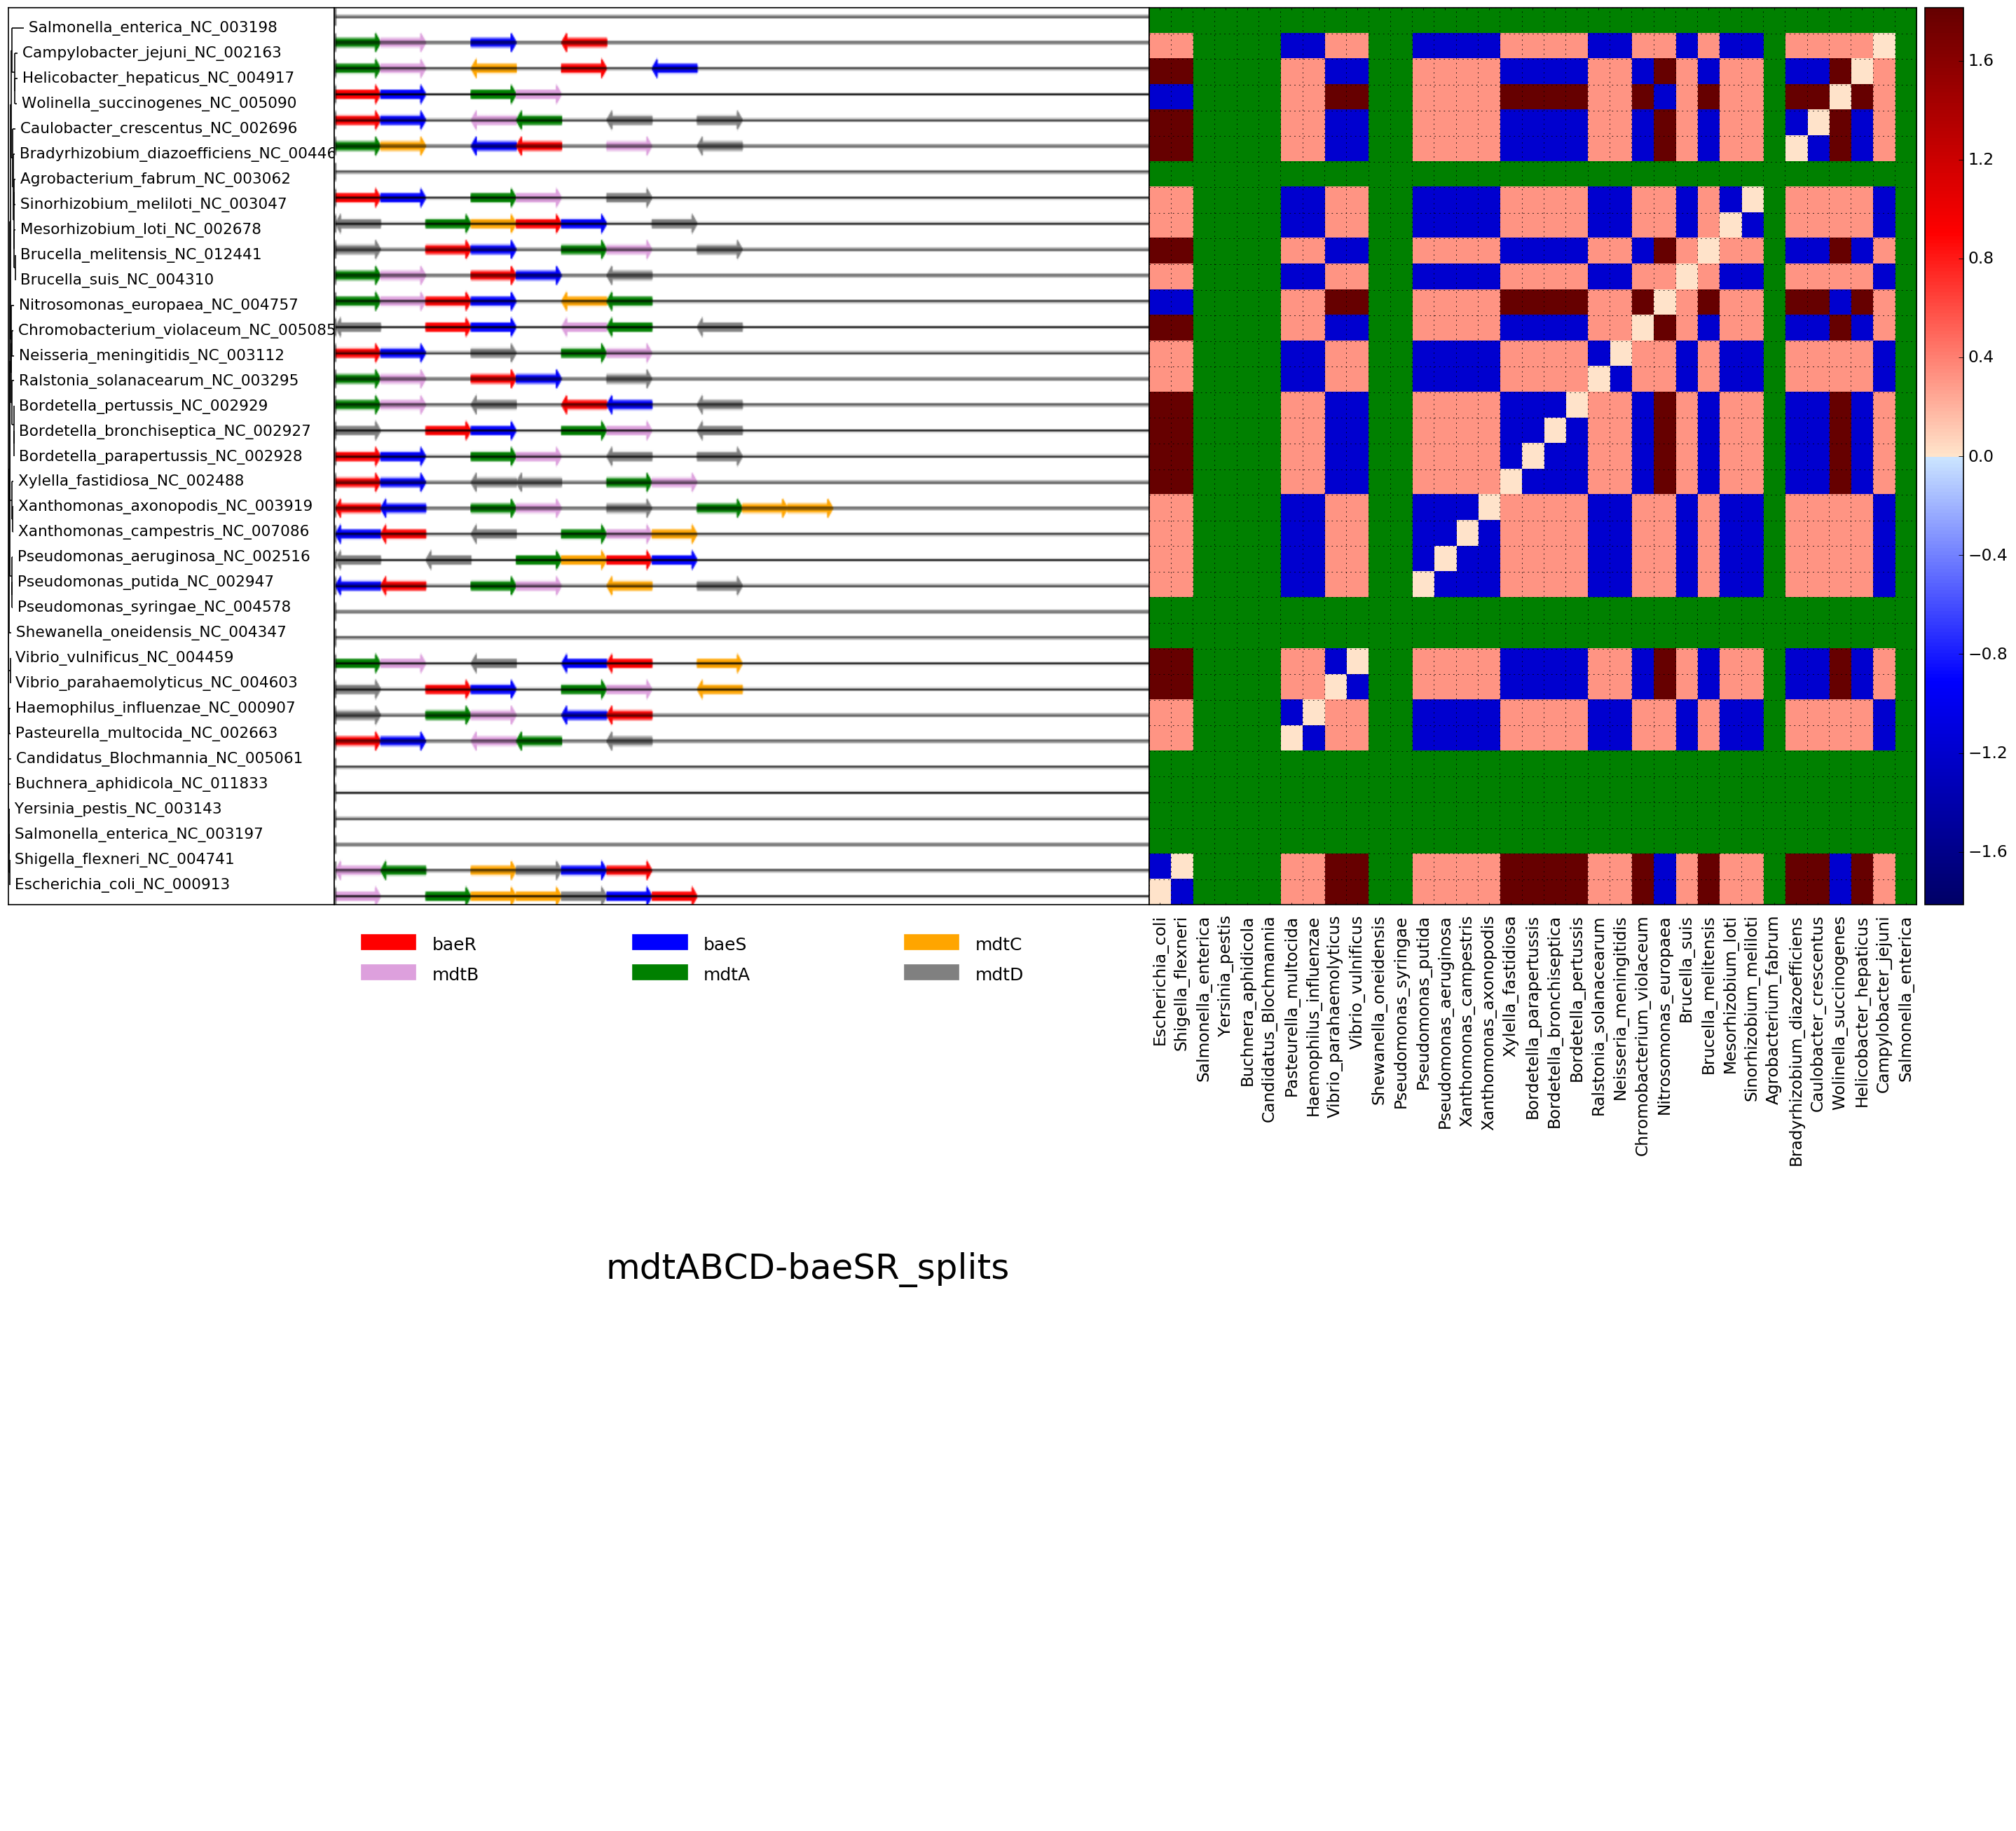 Salmonella_enterica_NC_003198
Campylobacter_jejuni_NC_002163
Helicobacter_hepaticus_NC_004917
Wolinella_succinogenes_NC_005090
Caulobacter_crescentus_NC_002696
Bradyrhizobium_diazoefficiens_NC_00446
Agrobacterium_fabrum_NC_003062
Sinorhizobium_meliloti_NC_003047
Mesorhizobium_loti_NC_002678
Brucella_melitensis_NC_012441
Brucella_suis_NC_004310
Nitrosomonas_europaea_NC_004757
Chromobacterium_violaceum_NC_005085
Neisseria_meningitidis_NC_003112
Ralstonia_solanacearum_NC_003295
Bordetella_pertussis_NC_002929
Bordetella_bronchiseptica_NC_002927
Bordetella_parapertussis_NC_002928
Xylella_fastidiosa_NC_002488
Xanthomonas_axonopodis_NC_003919
Xanthomonas_campestris_NC_007086
Pseudomonas_aeruginosa_NC_002516
Pseudomonas_putida_NC_002947
Pseudomonas_syringae_NC_004578
Shewanella_oneidensis_NC_004347
Vibrio_vulnificus_NC_004459
Vibrio_parahaemolyticus_NC_004603
Haemophilus_influenzae_NC_000907
Pasteurella_multocida_NC_002663
Candidatus_Blochmannia_NC_005061
Buchnera_aphidicola_NC_011833
Yersinia_pestis_NC_003143
Salmonella_enterica_NC_003197
Shigella_flexneri_NC_004741
Escherichia_coli_NC_000913
1.6
1.2
0.8
0.4
0.0
−0.4
−0.8
−1.2
−1.6
Escherichia_coli
Shigella_flexneri
Salmonella_enterica
Yersinia_pestis
Buchnera_aphidicola
Candidatus_Blochmannia
Pasteurella_multocida
Haemophilus_influenzae
Vibrio_parahaemolyticus
Vibrio_vulnificus
Shewanella_oneidensis
Pseudomonas_syringae
Pseudomonas_putida
Pseudomonas_aeruginosa
Xanthomonas_campestris
Xanthomonas_axonopodis
Xylella_fastidiosa
Bordetella_parapertussis
Bordetella_bronchiseptica
Bordetella_pertussis
Ralstonia_solanacearum
Neisseria_meningitidis
Chromobacterium_violaceum
Nitrosomonas_europaea
Brucella_suis
Brucella_melitensis
Mesorhizobium_loti
Sinorhizobium_meliloti
Agrobacterium_fabrum
Bradyrhizobium_diazoefficiens
Caulobacter_crescentus
Wolinella_succinogenes
Helicobacter_hepaticus
Campylobacter_jejuni
Salmonella_enterica
baeR baeS mdtC
mdtB mdtA mdtD
mdtABCD-baeSR_splits